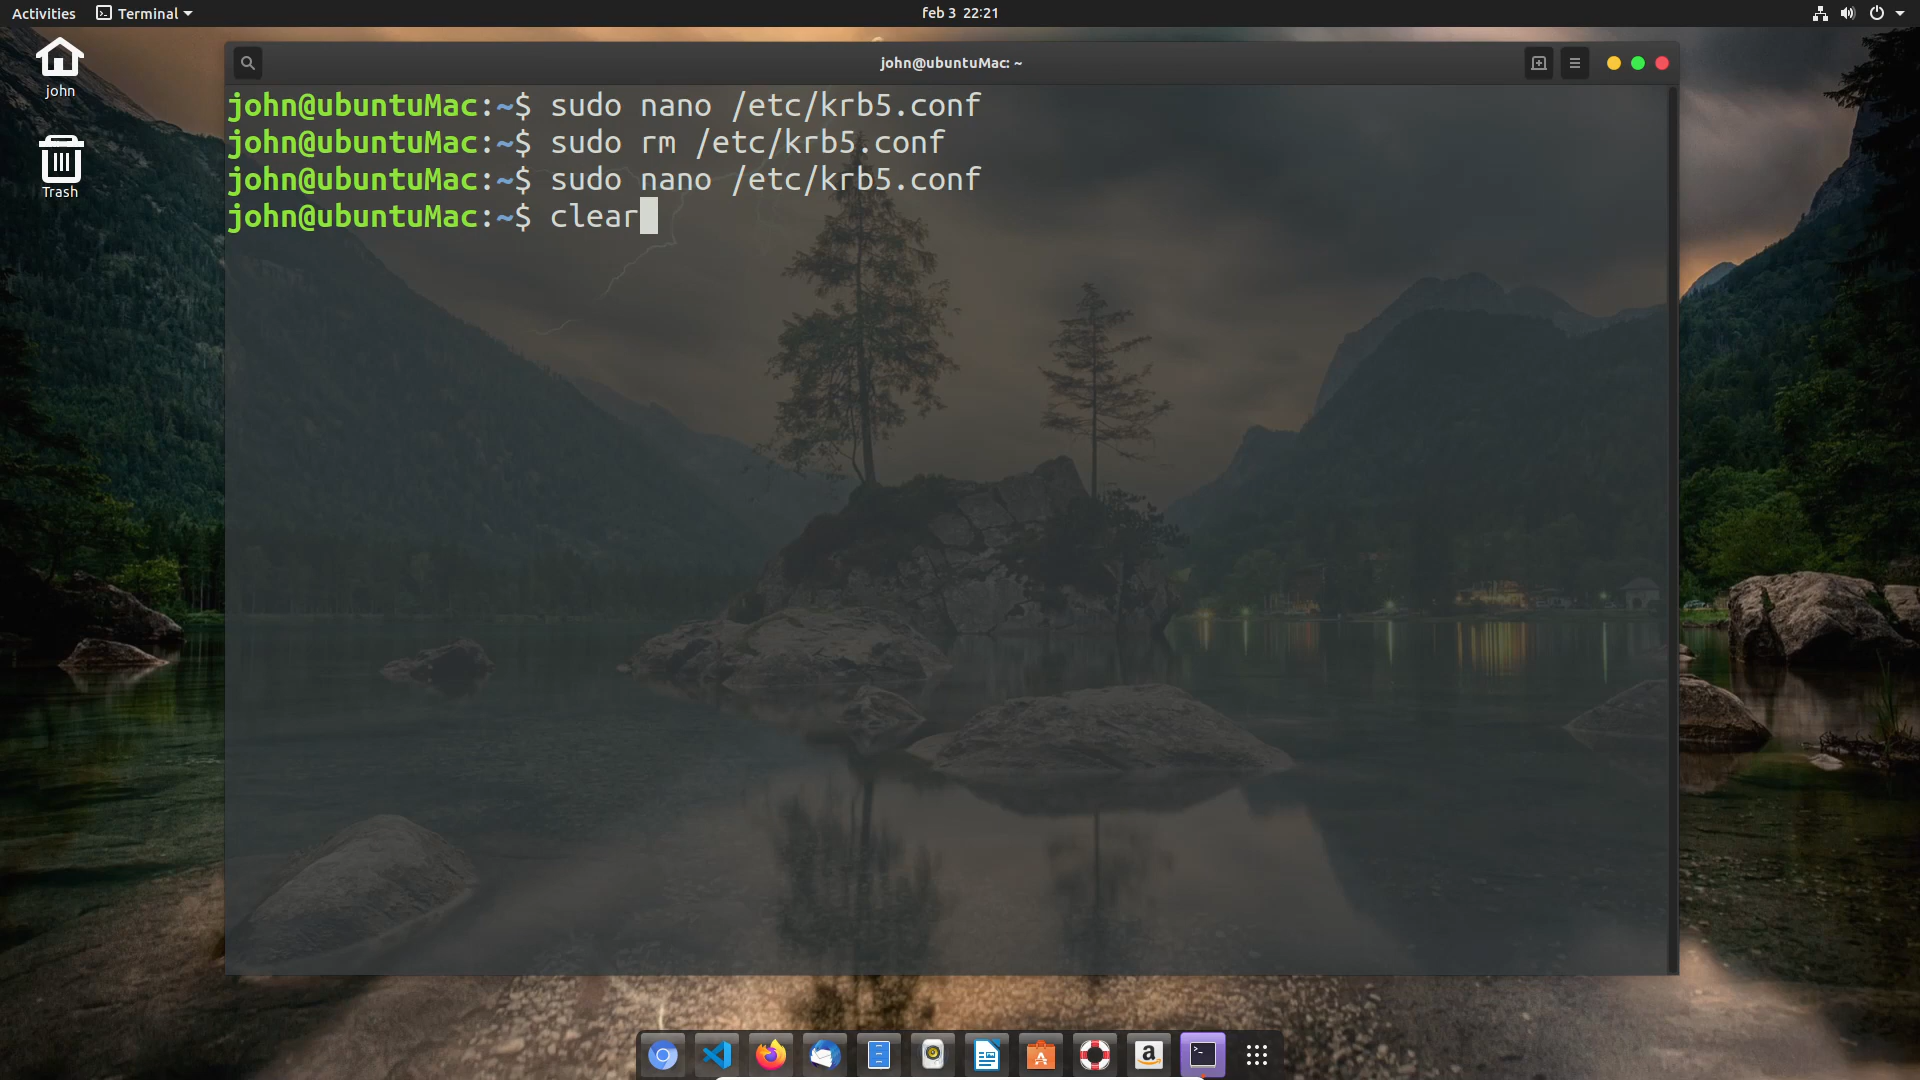 Activities Terminal feb 3 22:21
john@ubuntuMac: ~
john
Trash
john@ubuntuMac:~$ sudo nano /etc/krb5.conf
john@ubuntuMac:~$ sudo rm /etc/krb5.conf
john@ubuntuMac:~$ sudo nano /etc/krb5.conf
john@ubuntuMac:~$ clear